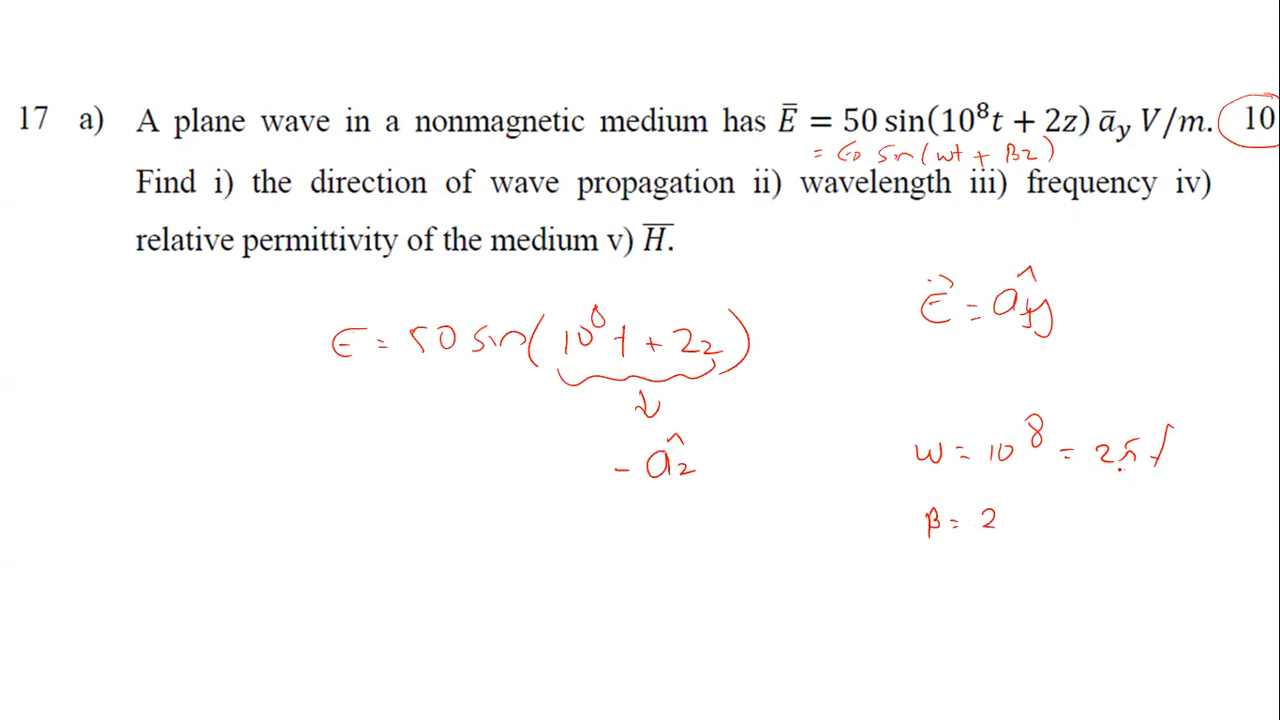 17 a) A plane wave in a nonmagnetic medium has E̅ = 50 sin(10⁸t + 2z) a̅y V/m. 10
= E₀ sin(ωt + βz)
Find i) the direction of wave propagation ii) wavelength iii) frequency iv)
relative permittivity of the medium v) H̅.
E⃗ = ây
E = 50 sin(10⁸t + 2z)
- âz
ω = 10⁸ = 2πf
β = 2